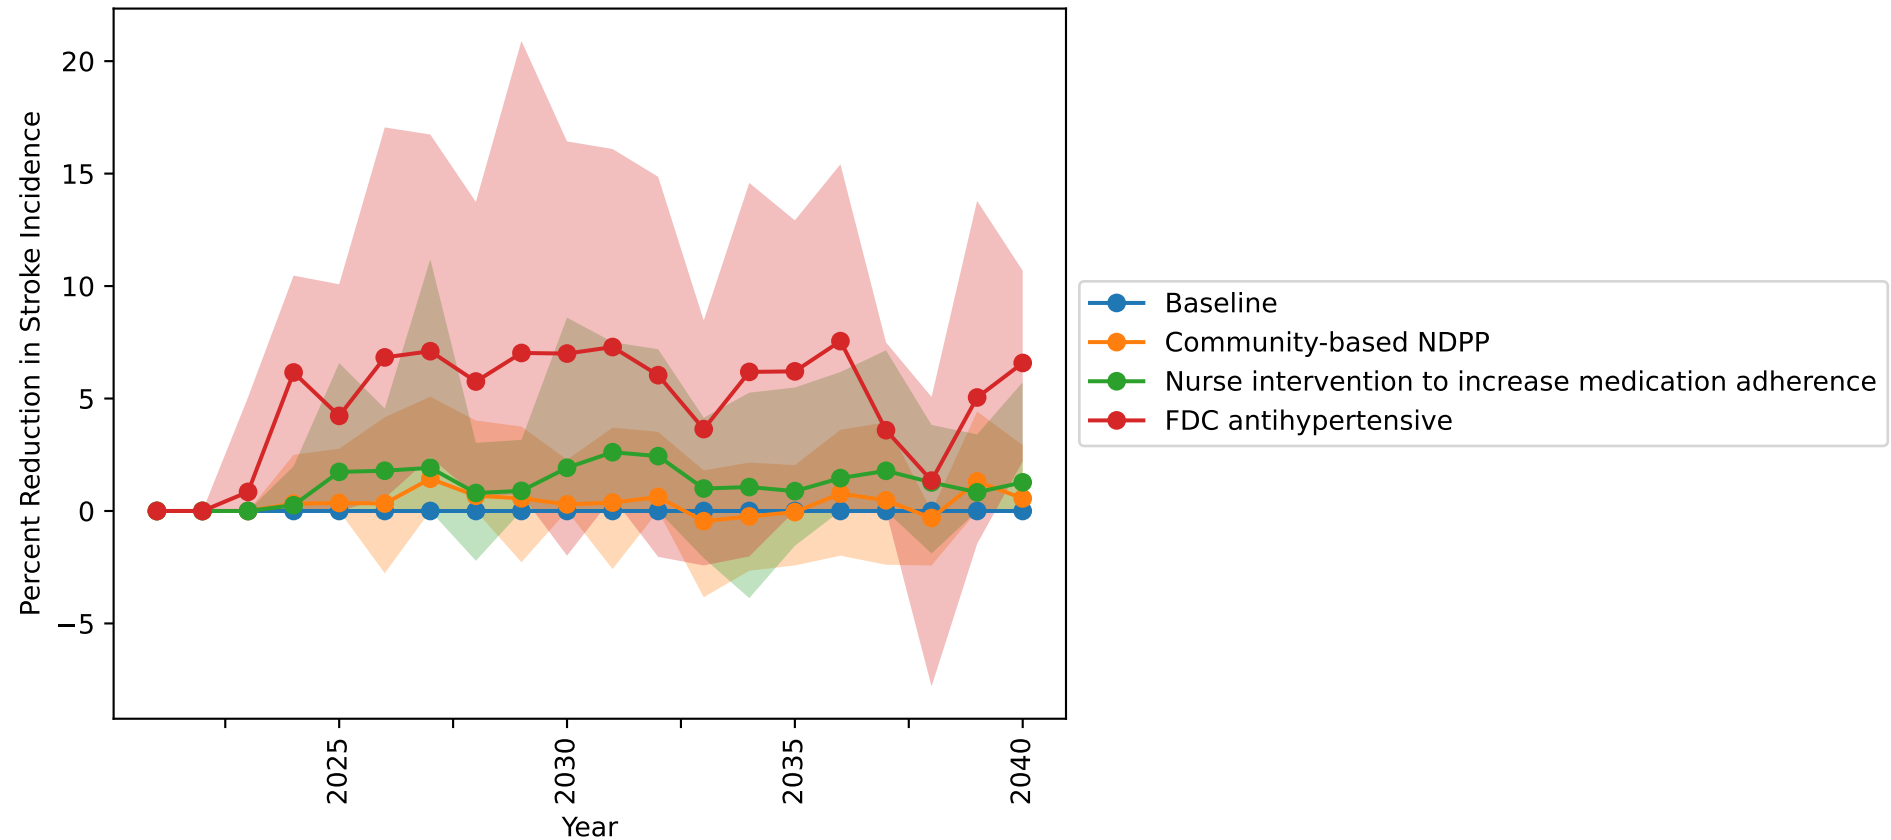 Percent Reduction in Stroke Incidence
20
15
10
5
0
−5
2025
2030
2035
2040
Year
Baseline
Community-based NDPP
Nurse intervention to increase medication adherence
FDC antihypertensive